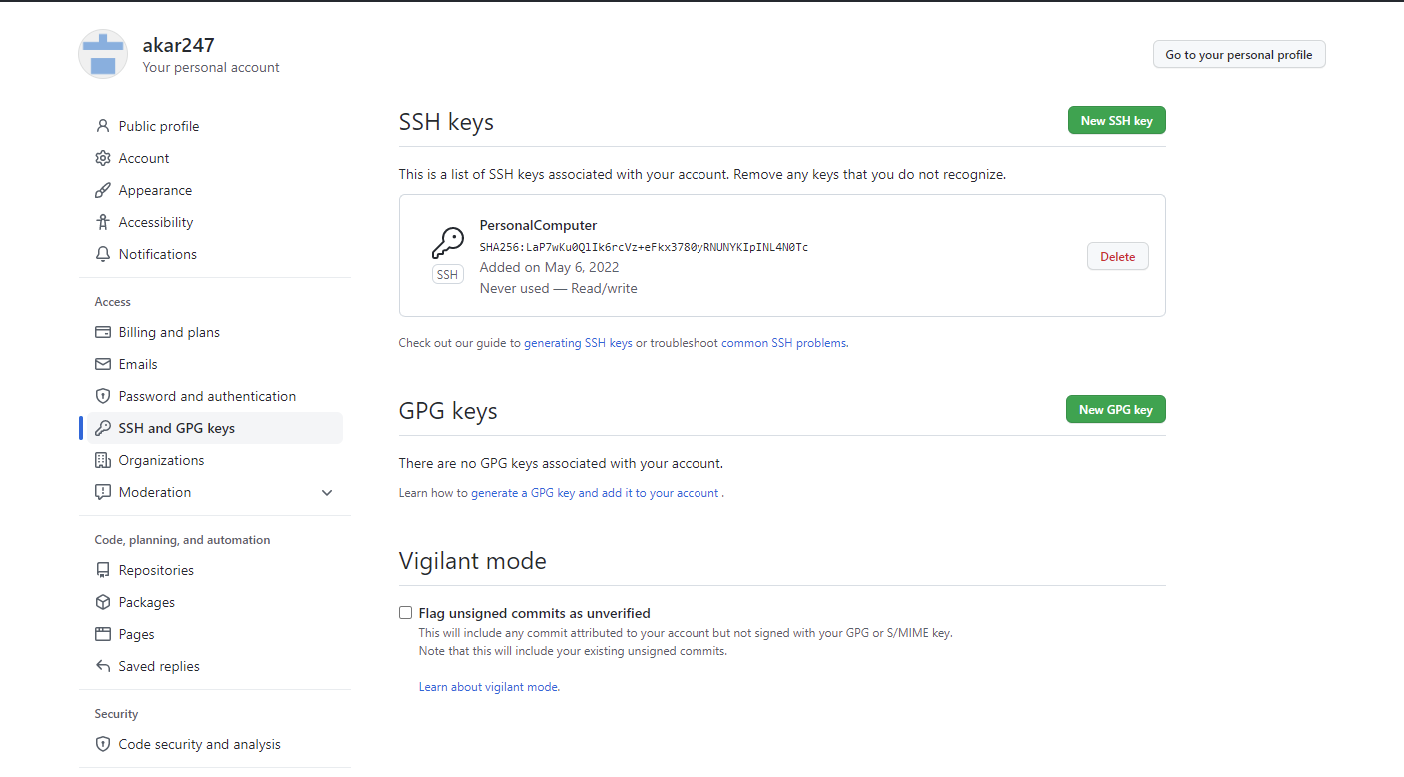 akar247
Your personal account
Go to your personal profile
Public profile
Account
Appearance
Accessibility
Notifications
Access
Billing and plans
Emails
Password and authentication
SSH and GPG keys
Organizations
Moderation
Code, planning, and automation
Repositories
Packages
Pages
Saved replies
Security
Code security and analysis
SSH keys
New SSH key
This is a list of SSH keys associated with your account. Remove any keys that you do not recognize.
PersonalComputer
SHA256:LaP7wKu0QlIk6rcVz+eFkx3780yRNUNYKIpINL4N0Tc
SSH
Added on May 6, 2022
Never used — Read/write
Delete
Check out our guide to generating SSH keys or troubleshoot common SSH problems.
GPG keys
New GPG key
There are no GPG keys associated with your account.
Learn how to generate a GPG key and add it to your account .
Vigilant mode
Flag unsigned commits as unverified
This will include any commit attributed to your account but not signed with your GPG or S/MIME key.
Note that this will include your existing unsigned commits.
Learn about vigilant mode.